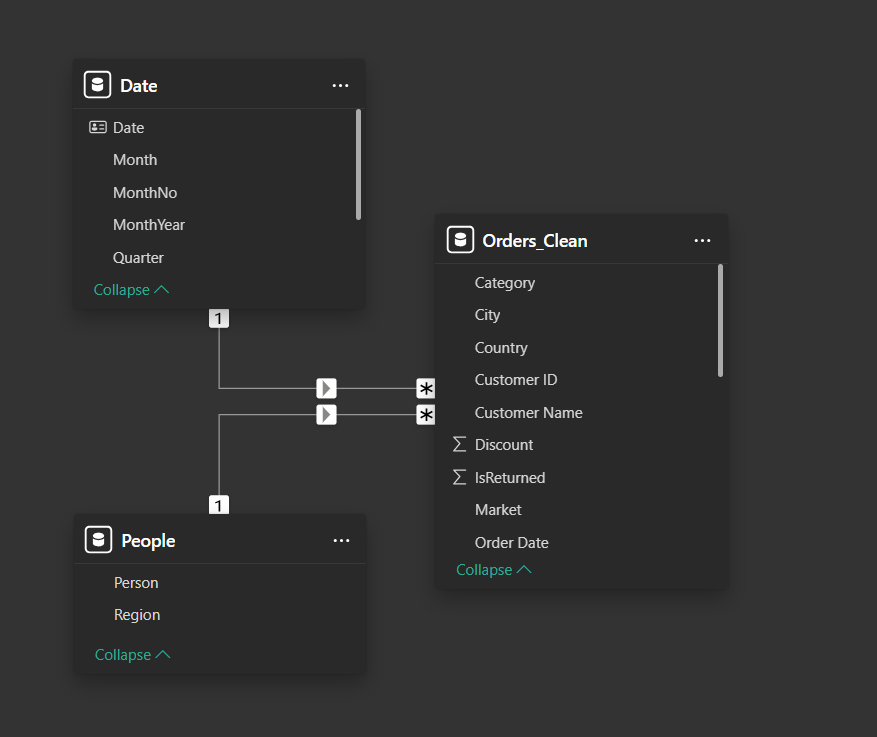 Date
...
Date
Month
MonthNo
MonthYear
Quarter
Collapse
1
*
*
1
Orders_Clean
...
Category
City
Country
Customer ID
Customer Name
Σ Discount
Σ IsReturned
Market
Order Date
Collapse
People
...
Person
Region
Collapse